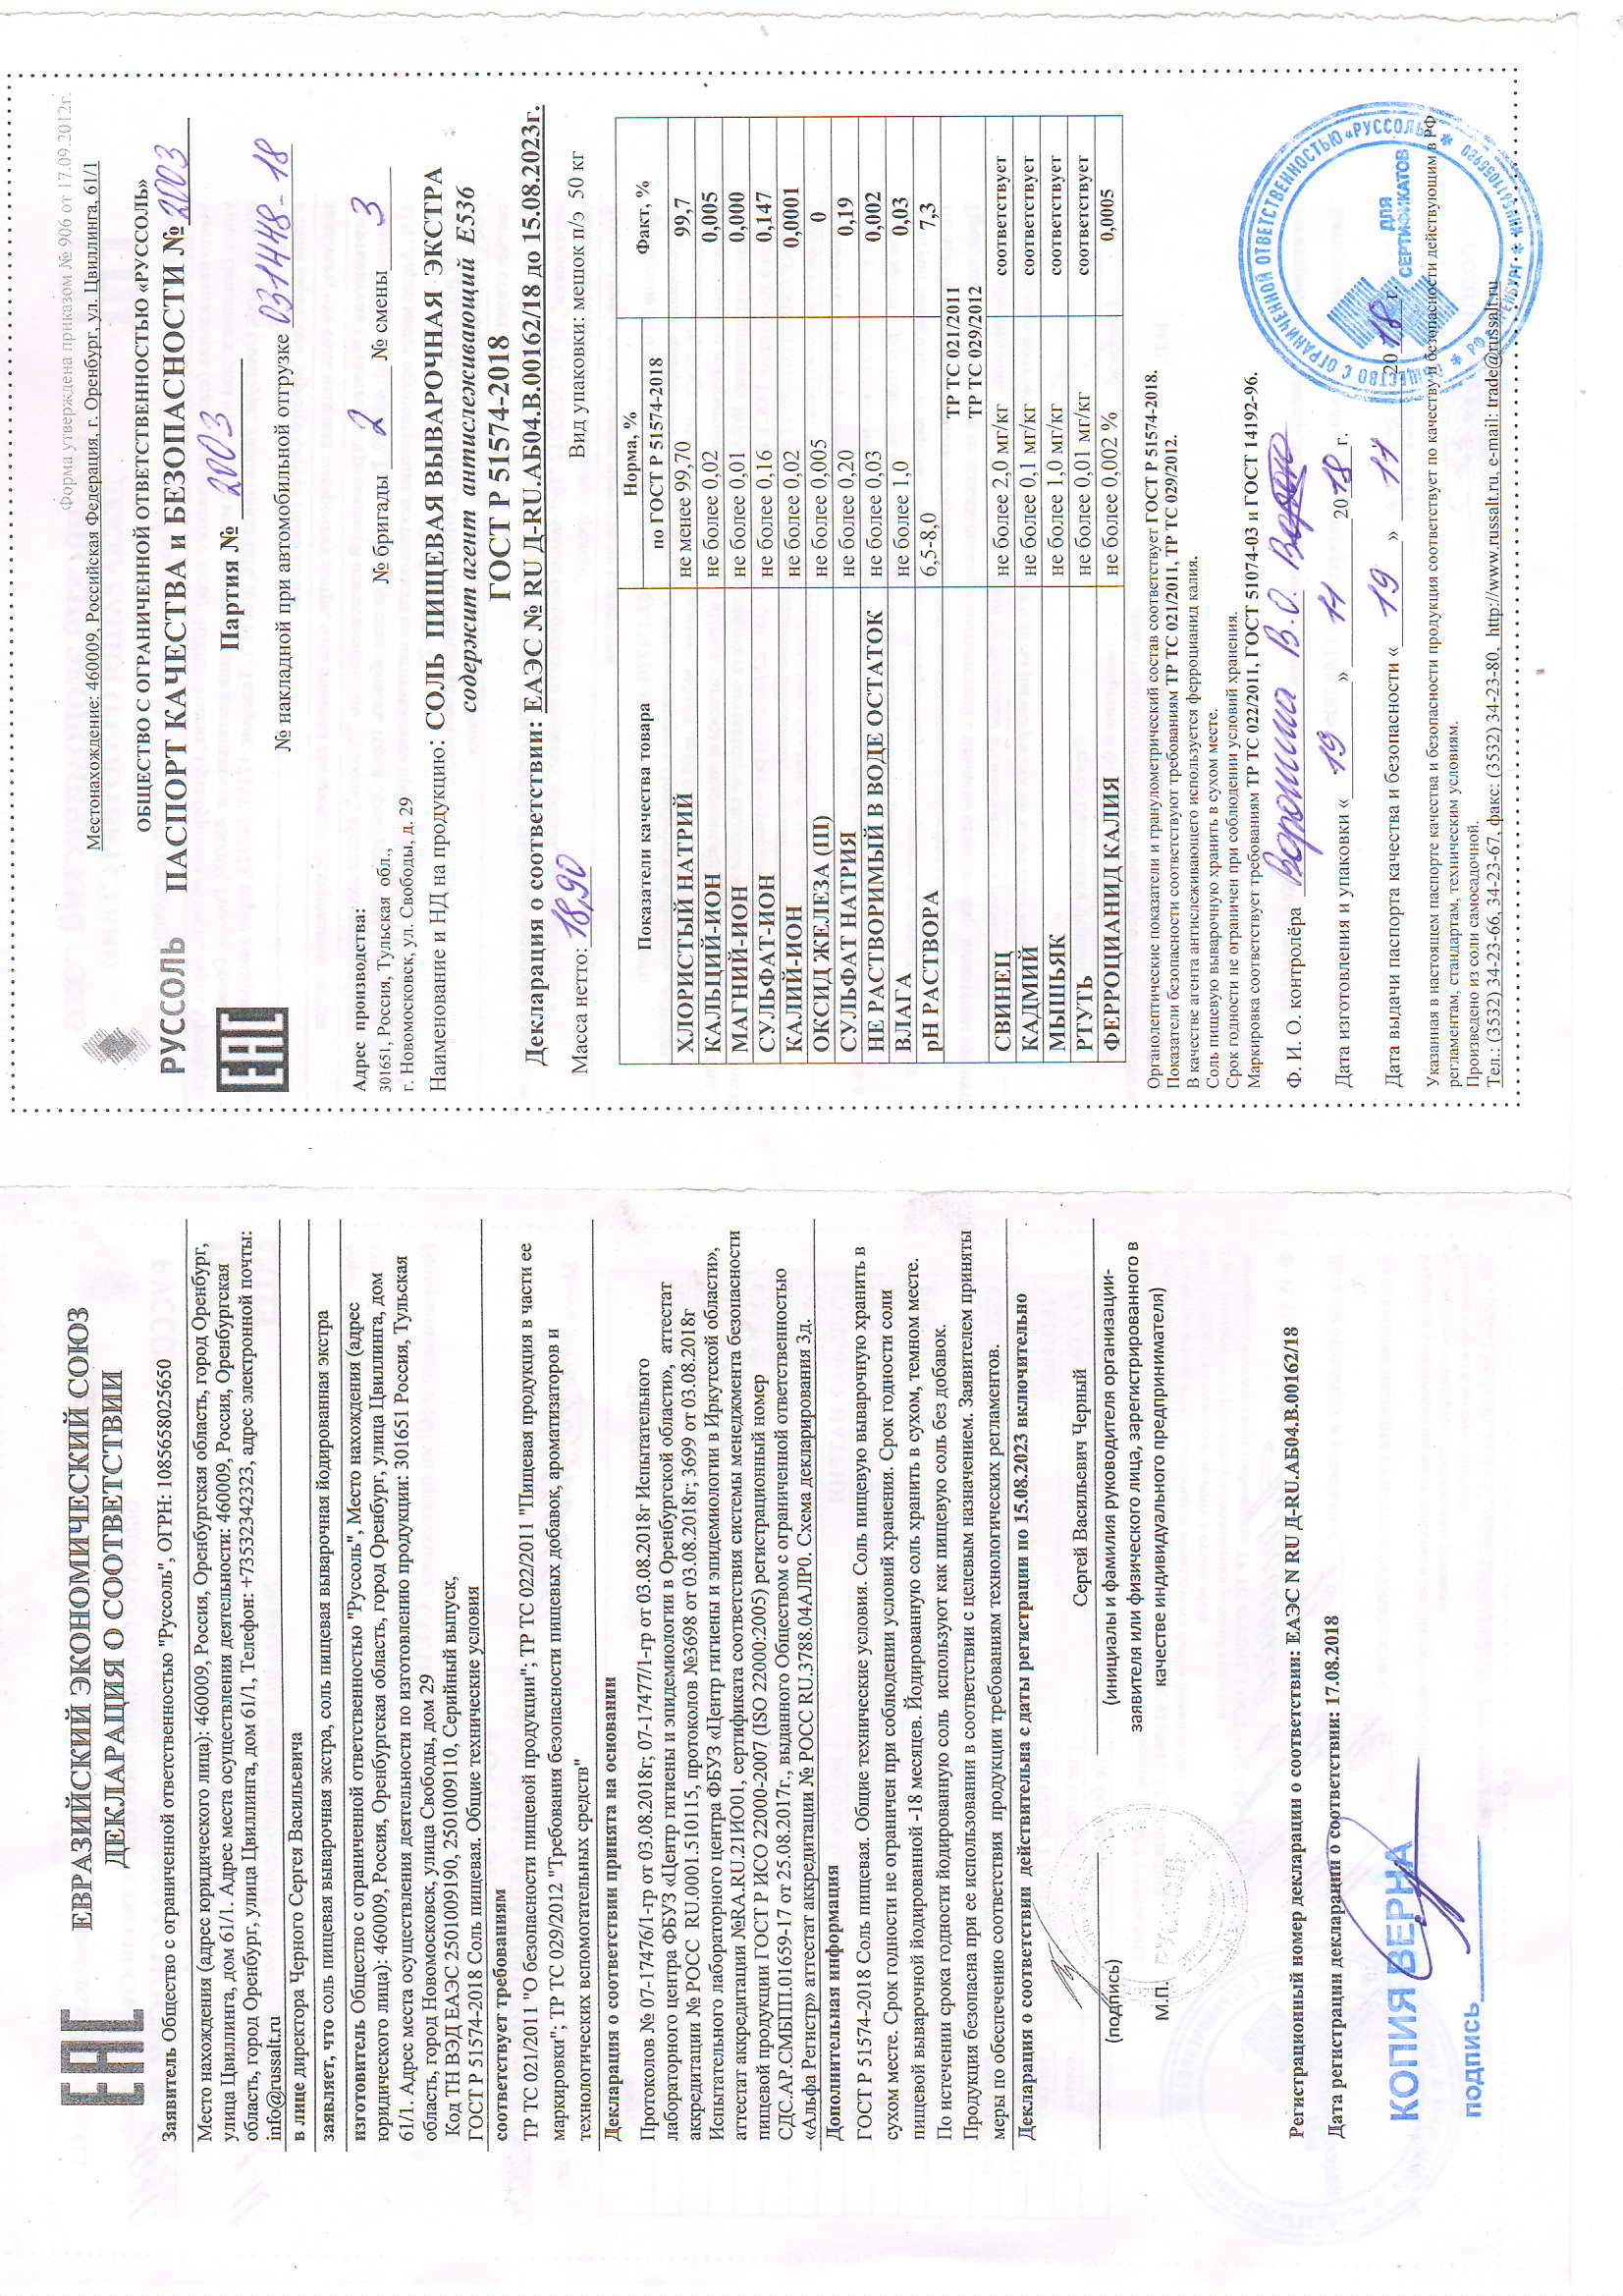 ЕВРАЗИЙСКИЙ ЭКОНОМИЧЕСКИЙ СОЮЗ
ДЕКЛАРАЦИЯ О СООТВЕТСТВИИ
Заявитель Общество с ограниченной ответственностью "Руссоль", ОГРН: 1085658025650
Место нахождения (адрес юридического лица): 460009, Россия, Оренбургская область, город Оренбург,
улица Цвиллинга, дом 61/1. Адрес места осуществления деятельности: 460009, Россия, Оренбургская
область, город Оренбург, улица Цвиллинга, дом 61/1, Телефон: +73532342323, адрес электронной почты:
info@russalt.ru
в лице директора Черного Сергея Васильевича
заявляет, что соль пищевая выварочная экстра, соль пищевая выварочная йодированная экстра
изготовитель Общество с ограниченной ответственностью "Руссоль", Место нахождения (адрес
юридического лица): 460009, Россия, Оренбургская область, город Оренбург, улица Цвиллинга, дом
61/1. Адрес места осуществления деятельности по изготовлению продукции: 301651 Россия, Тульская
область, город Новомосковск, улица Свободы, дом 29
Код ТН ВЭД ЕАЭС 2501009190, 2501009110, Серийный выпуск,
ГОСТ Р 51574-2018 Соль пищевая. Общие технические условия
соответствует требованиям
ТР ТС 021/2011 "О безопасности пищевой продукции"; ТР ТС 022/2011 "Пищевая продукция в части ее
маркировки"; ТР ТС 029/2012 "Требования безопасности пищевых добавок, ароматизаторов и
технологических вспомогательных средств"
Декларация о соответствии принята на основании
Протоколов № 07-17476/1-гр от 03.08.2018г; 07-17477/1-гр от 03.08.2018г Испытательного
лабораторного центра ФБУЗ «Центр гигиены и эпидемиологии в Оренбургской области», аттестат
аккредитации № РОСС RU.0001.510115, протоколов №3698 от 03.08.2018г; 3699 от 03.08.2018г
Испытательного лабораторного центра ФБУЗ «Центр гигиены и эпидемиологии в Иркутской области»,
аттестат аккредитации №RA.RU.21ИО01, сертификата соответствия системы менеджмента безопасности
пищевой продукции ГОСТ Р ИСО 22000-2007 (ISO 22000:2005) регистрационный номер
СДС.АР.СМБПП.01659-17 от 25.08.2017г., выданного Обществом с ограниченной ответственностью
«Альфа Регистр» аттестат аккредитации № РОСС RU.3788.04АЛР0. Схема декларирования 3д.
Дополнительная информация
ГОСТ Р 51574-2018 Соль пищевая. Общие технические условия. Соль пищевую выварочную хранить в
сухом месте. Срок годности не ограничен при соблюдении условий хранения. Срок годности соли
пищевой выварочной йодированной -18 месяцев. Йодированную соль хранить в сухом, темном месте.
По истечении срока годности йодированную соль используют как пищевую соль без добавок.
Продукция безопасна при ее использовании в соответствии с целевым назначением. Заявителем приняты
меры по обеспечению соответствия продукции требованиям технологических регламентов.
Декларация о соответствии действительна с даты регистрации по 15.08.2023 включительно
Сергей Васильевич Черный
(подпись)
(инициалы и фамилия руководителя организации-
заявителя или физического лица, зарегистрированного в
качестве индивидуального предпринимателя)
М.П.
РУССОЛЬ
Регистрационный номер декларации о соответствии: ЕАЭС N RU Д-RU.АБ04.В.00162/18
Дата регистрации декларации о соответствии: 17.08.2018
КОПИЯ ВЕРНА
подпись
Форма утверждена приказом № 906 от 17.09.2012г.
Местонахождение: 460009, Российская Федерация, г. Оренбург, ул. Цвиллинга, 61/1
ОБЩЕСТВО С ОГРАНИЧЕННОЙ ОТВЕТСТВЕННОСТЬЮ «РУССОЛЬ»
РУССОЛЬ
ПАСПОРТ КАЧЕСТВА и БЕЗОПАСНОСТИ № 2003
Партия № 2003
№ накладной при автомобильной отгрузке 031448-18
Адрес производства:
301651, Россия, Тульская обл.,
г. Новомосковск, ул. Свободы, д. 29
№ бригады 2 № смены 3
Наименование и НД на продукцию: СОЛЬ ПИЩЕВАЯ ВЫВАРОЧНАЯ ЭКСТРА
содержит агент антислеживающий Е536
ГОСТ Р 51574-2018
Декларация о соответствии: ЕАЭС № RU Д-RU.АБ04.В.00162/18 до 15.08.2023г.
Масса нетто: 18,90 Вид упаковки: мешок п/э 50 кг
Показатели качества товара Норма, % по ГОСТ Р 51574-2018 Факт, %
ХЛОРИСТЫЙ НАТРИЙ не менее 99,70 99,7
КАЛЬЦИЙ-ИОН не более 0,02 0,005
МАГНИЙ-ИОН не более 0,01 0,000
СУЛЬФАТ-ИОН не более 0,16 0,147
КАЛИЙ-ИОН не более 0,02 0,0001
ОКСИД ЖЕЛЕЗА (III) не более 0,005 0
СУЛЬФАТ НАТРИЯ не более 0,20 0,19
НЕ РАСТВОРИМЫЙ В ВОДЕ ОСТАТОК не более 0,03 0,002
ВЛАГА не более 1,0 0,03
pH РАСТВОРА 6,5-8,0 7,3
ТР ТС 021/2011
ТР ТС 029/2012
СВИНЕЦ не более 2,0 мг/кг соответствует
КАДМИЙ не более 0,1 мг/кг соответствует
МЫШЬЯК не более 1,0 мг/кг соответствует
РТУТЬ не более 0,01 мг/кг соответствует
ФЕРРОЦИАНИД КАЛИЯ не более 0,002 % 0,0005
Органолептические показатели и гранулометрический состав соответствует ГОСТ Р 51574-2018.
Показатели безопасности соответствуют требованиям ТР ТС 021/2011, ТР ТС 029/2012.
В качестве агента антислеживающего используется ферроцианид калия.
Соль пищевую выварочную хранить в сухом месте.
Срок годности не ограничен при соблюдении условий хранения.
Маркировка соответствует требованиям ТР ТС 022/2011, ГОСТ 51074-03 и ГОСТ 14192-96.
Ф. И. О. контролёра Воронина В.О.
Дата изготовления и упаковки « 19 » 11 2018 г.
Дата выдачи паспорта качества и безопасности « 19 » 11 2018 г.
Указанная в настоящем паспорте качества и безопасности продукция соответствует по качеству и безопасности действующим в РФ
регламентам, стандартам, техническим условиям.
Произведено из соли самосадочной.
Тел.: (3532) 34-23-66, 34-23-67, факс: (3532) 34-23-80, http://www.russalt.ru, e-mail: trade@russalt.ru
ОБЩЕСТВО С ОГРАНИЧЕННОЙ ОТВЕТСТВЕННОСТЬЮ «РУССОЛЬ»
ДЛЯ
СЕРТИФИКАТОВ